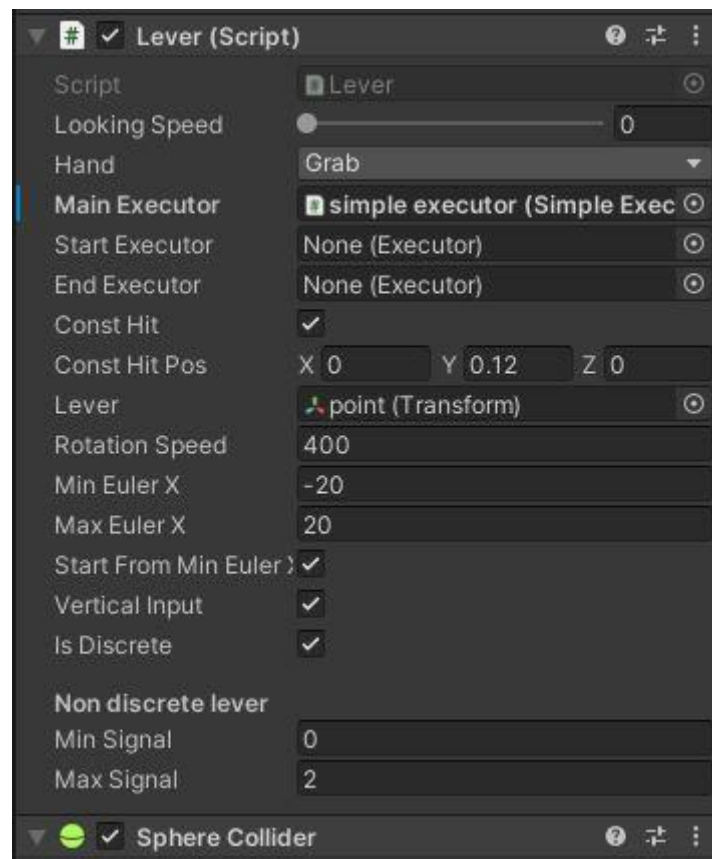 Lever (Script)
Script Lever
Looking Speed 0
Hand Grab
Main Executor simple executor (Simple Exec
Start Executor None (Executor)
End Executor None (Executor)
Const Hit
Const Hit Pos X 0 Y 0.12 Z 0
Lever point (Transform)
Rotation Speed 400
Min Euler X -20
Max Euler X 20
Start From Min Euler X
Vertical Input
Is Discrete
Non discrete lever
Min Signal 0
Max Signal 2
Sphere Collider